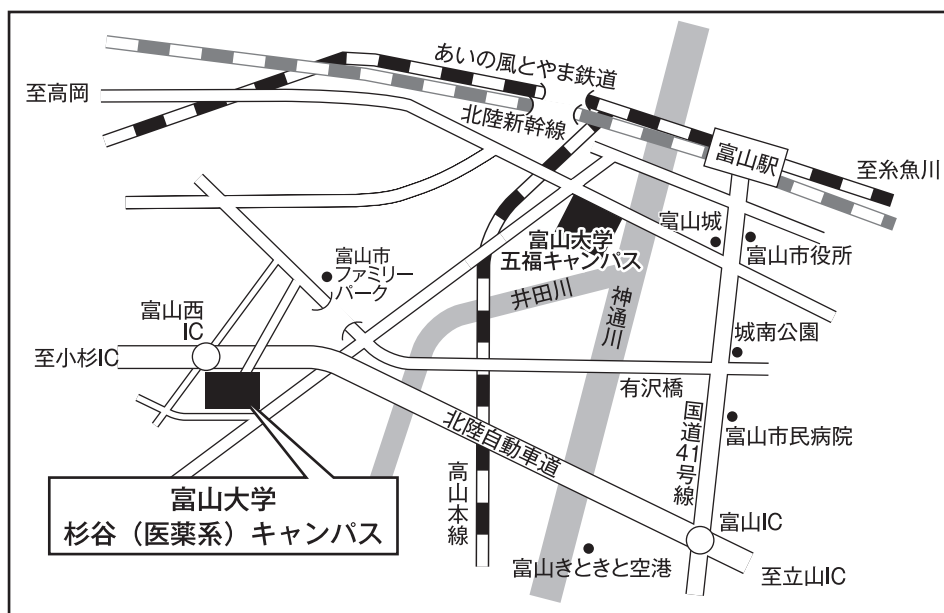 あいの風とやま鉄道
至高岡
北陸新幹線
富山駅
至糸魚川
富山城
富山大学
五福キャンパス
富山市役所
富山市
ファミリー
パーク
井田川
神通川
富山西
IC
城南公園
至小杉IC
有沢橋
国道41号線
富山市民病院
北陸自動車道
高山本線
富山大学
杉谷（医薬系）キャンパス
富山IC
富山きときと空港
至立山IC